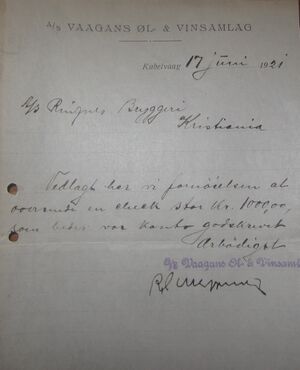 A/S VAAGANS ØL- & VINSAMLAG
Kabelvaag 17 juni 1921
A/S Ringnes Bryggeri
Kristiania
Vedlagt har vi fornøielsen at
oversende en check stor Kr. 1000,00,
som bedes vor konto godskrevet
Ærbödigst
A/S Vaagans Øl- & Vinsamlag